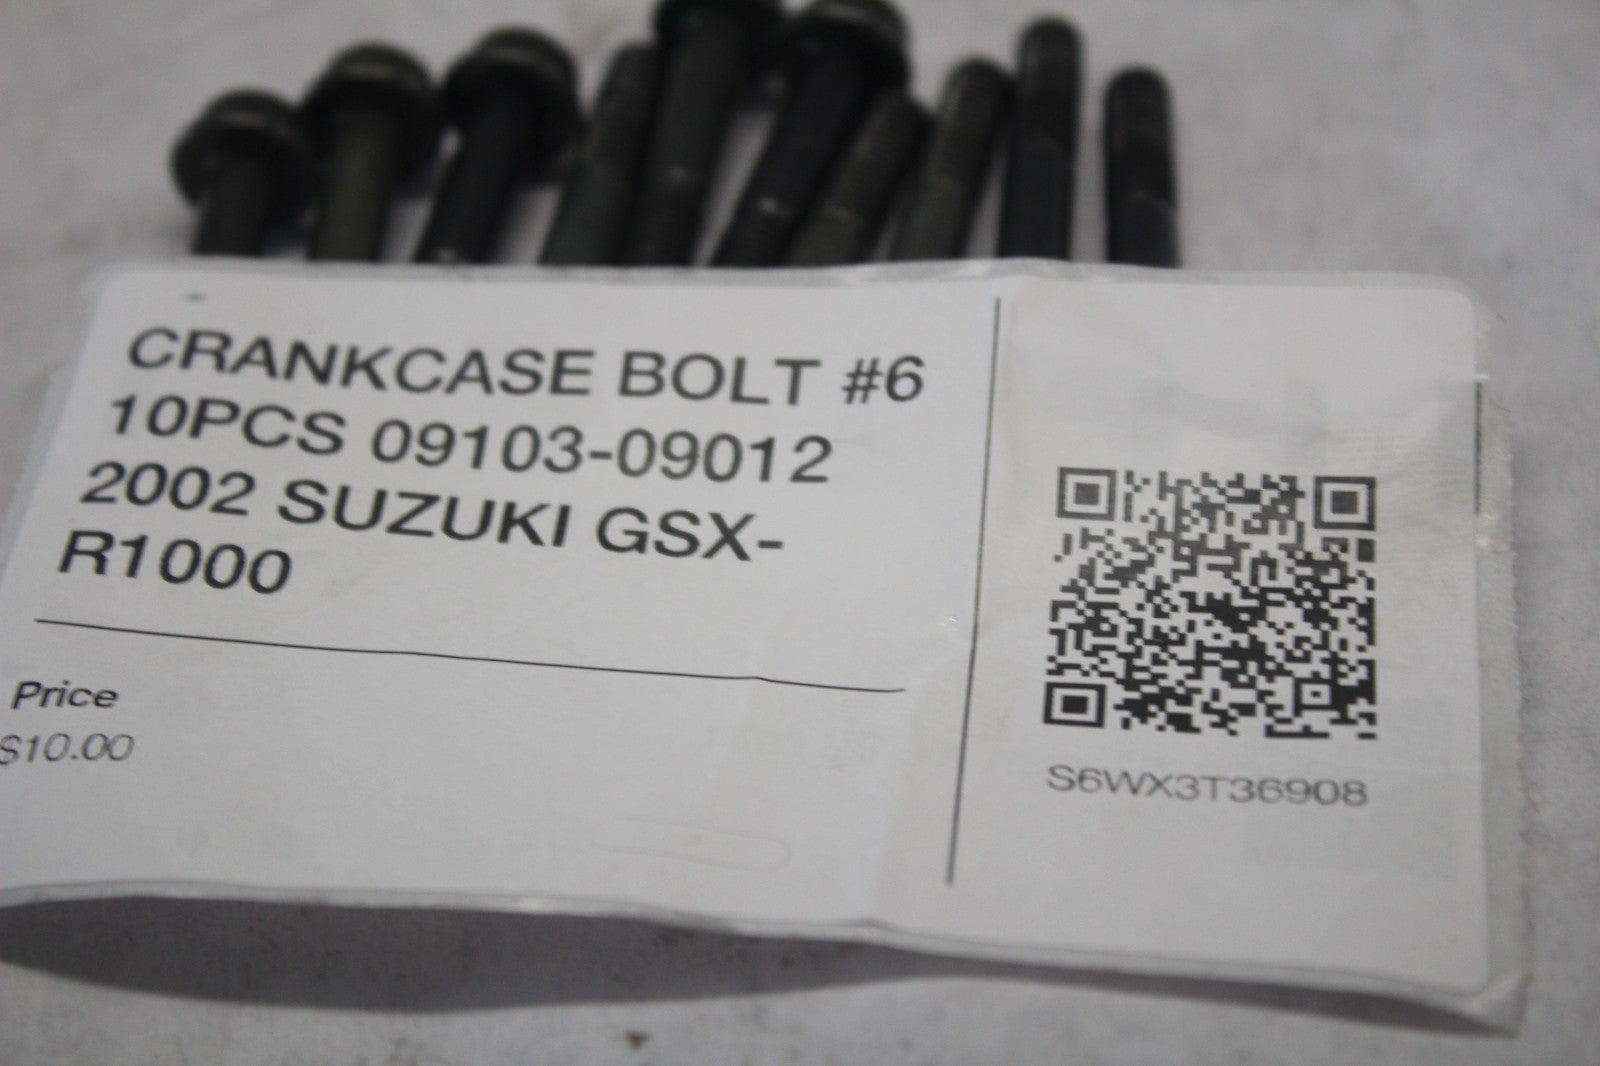 CRANKCASE BOLT #6
10PCS 09103-09012
2002 SUZUKI GSX-
R1000
Price
$10.00
S6WX3T36908